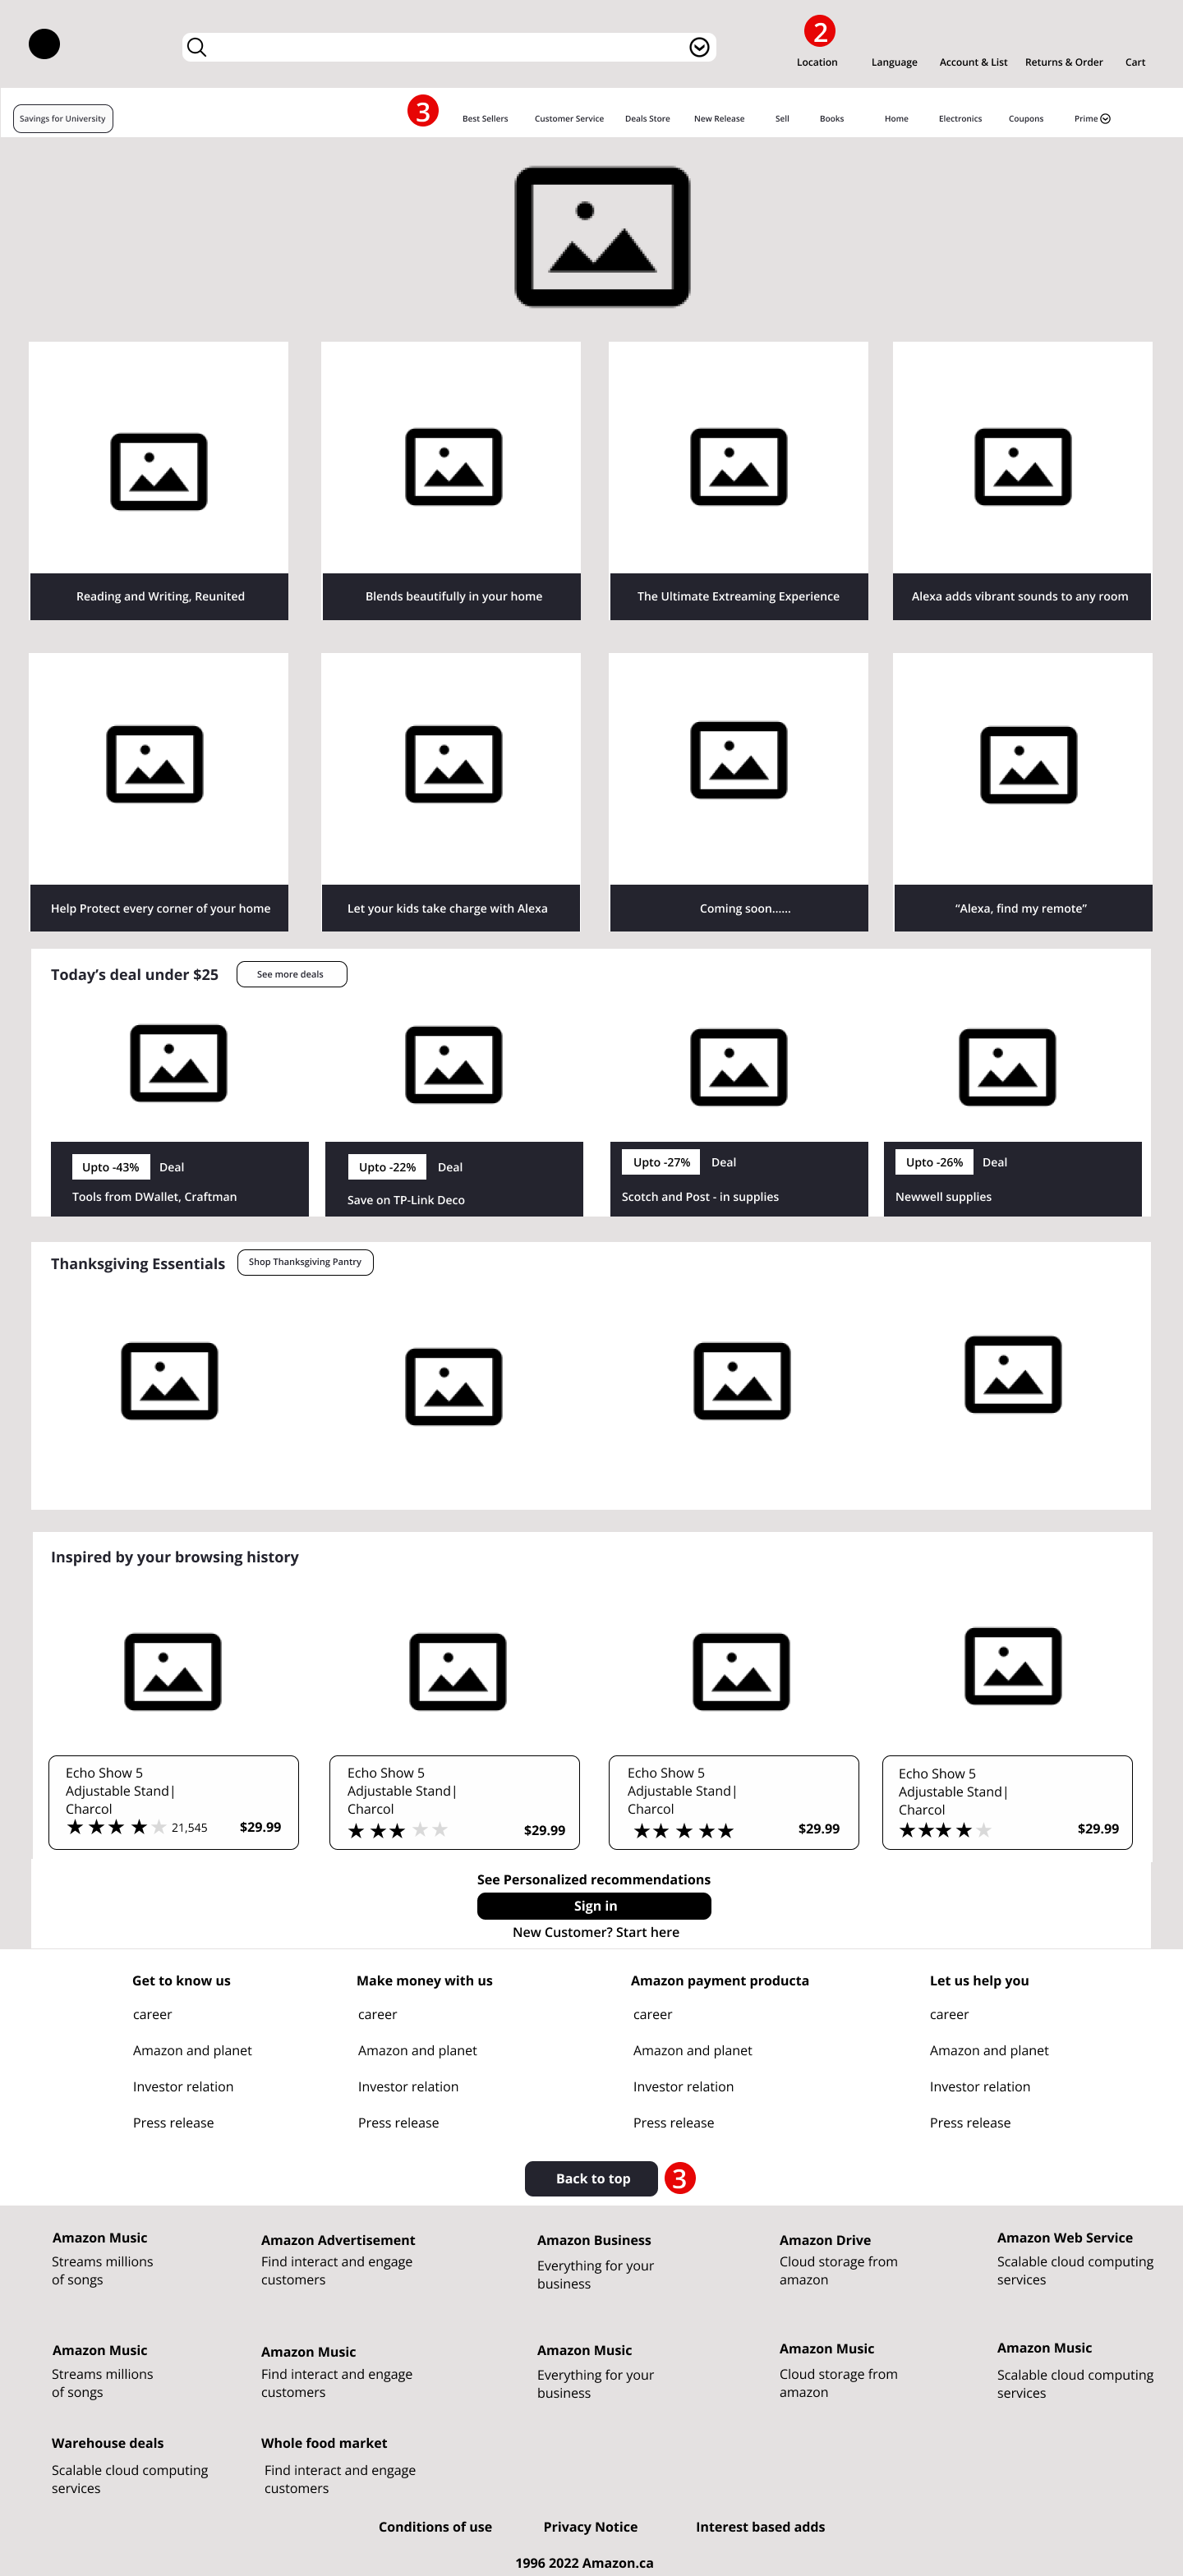 2
Location Language Account & List Returns & Order Cart
Savings for University 3 Best Sellers Customer Service Deals Store New Release Sell Books Home Electronics Coupons Prime
Reading and Writing, Reunited
Blends beautifully in your home
The Ultimate Extreaming Experience
Alexa adds vibrant sounds to any room
Help Protect every corner of your home
Let your kids take charge with Alexa
Coming soon......
“Alexa, find my remote”
Today’s deal under $25 See more deals
Upto -43% Deal
Tools from DWallet, Craftman
Upto -22% Deal
Save on TP-Link Deco
Upto -27% Deal
Scotch and Post - in supplies
Upto -26% Deal
Newwell supplies
Thanksgiving Essentials Shop Thanksgiving Pantry
Inspired by your browsing history
Echo Show 5
Adjustable Stand|
Charcol
21,545 $29.99
Echo Show 5
Adjustable Stand|
Charcol
$29.99
Echo Show 5
Adjustable Stand|
Charcol
$29.99
Echo Show 5
Adjustable Stand|
Charcol
$29.99
See Personalized recommendations
Sign in
New Customer? Start here
Get to know us
career
Amazon and planet
Investor relation
Press release
Make money with us
career
Amazon and planet
Investor relation
Press release
Amazon payment producta
career
Amazon and planet
Investor relation
Press release
Let us help you
career
Amazon and planet
Investor relation
Press release
Back to top 3
Amazon Music
Streams millions
of songs
Amazon Advertisement
Find interact and engage
customers
Amazon Business
Everything for your
business
Amazon Drive
Cloud storage from
amazon
Amazon Web Service
Scalable cloud computing
services
Amazon Music
Streams millions
of songs
Amazon Music
Find interact and engage
customers
Amazon Music
Everything for your
business
Amazon Music
Cloud storage from
amazon
Amazon Music
Scalable cloud computing
services
Warehouse deals
Scalable cloud computing
services
Whole food market
Find interact and engage
customers
Conditions of use Privacy Notice Interest based adds
1996 2022 Amazon.ca